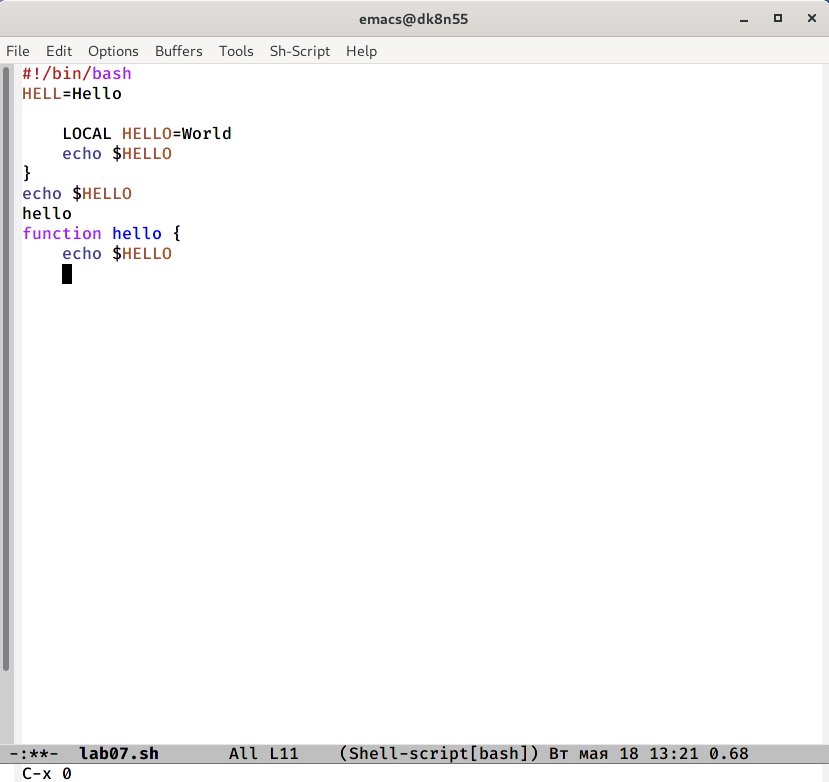 emacs@dk8n55
File Edit Options Buffers Tools Sh-Script Help
#!/bin/bash
HELL=Hello
    LOCAL HELLO=World
    echo $HELLO
}
echo $HELLO
hello
function hello {
    echo $HELLO
-:**-  lab07.sh       All L11    (Shell-script[bash]) Вт мая 18 13:21 0.68
C-x 0